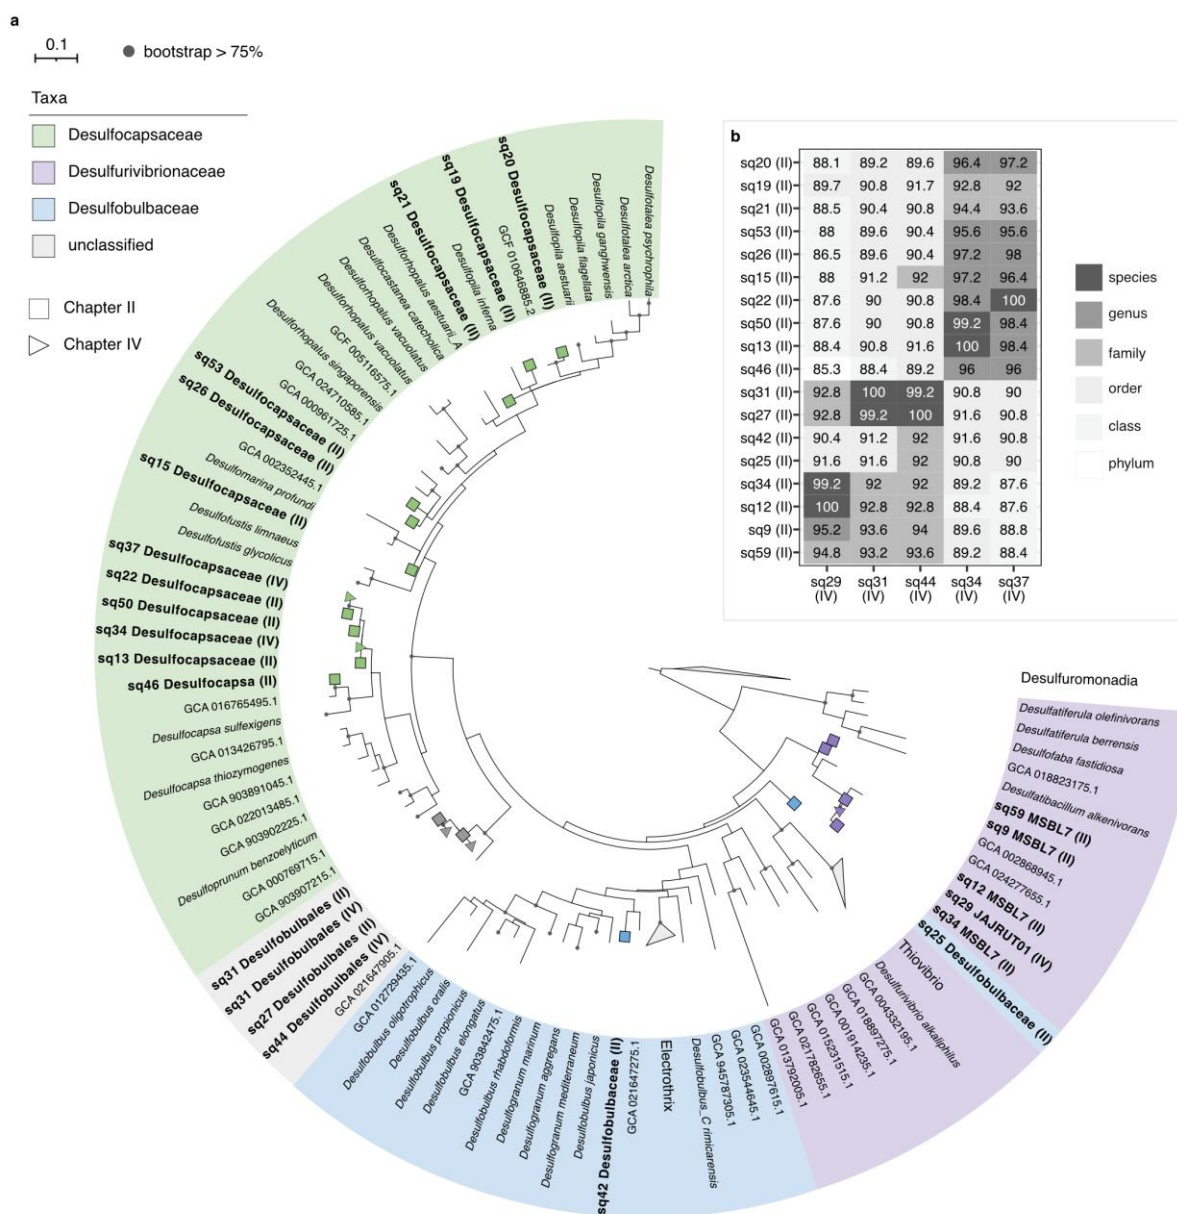 a
0.1
bootstrap > 75%
Taxa
Desulfocapsaceae
Desulfurivibrionaceae
Desulfobulbaceae
unclassified
Chapter II
Chapter IV
b
sq20 (II) 88.1 89.2 89.6 96.4 97.2
sq19 (II) 89.7 90.8 91.7 92.8 92
sq21 (II) 88.5 90.4 90.8 94.4 93.6
sq53 (II) 88 89.6 90.4 95.6 95.6
sq26 (II) 86.5 89.6 90.4 97.2 98
sq15 (II) 88 91.2 92 97.2 96.4
sq22 (II) 87.6 90 90.8 98.4 100
sq50 (II) 87.6 90 90.8 99.2 98.4
sq13 (II) 88.4 90.8 91.6 100 98.4
sq46 (II) 85.3 88.4 89.2 96 96
sq31 (II) 92.8 100 99.2 90.8 90
sq27 (II) 92.8 99.2 100 91.6 90.8
sq42 (II) 90.4 91.2 92 91.6 90.8
sq25 (II) 91.6 91.6 92 90.8 90
sq34 (II) 99.2 92 92 89.2 87.6
sq12 (II) 100 92.8 92.8 88.4 87.6
sq9 (II) 95.2 93.6 94 89.6 88.8
sq59 (II) 94.8 93.2 93.6 89.2 88.4
sq29 sq31 sq44 sq34 sq37
(IV) (IV) (IV) (IV) (IV)
species
genus
family
order
class
phylum
Desulfotalea psychrophila
Desulfotalea arctica
Desulfopila ganghwensis
Desulfopila flagellata
Desulfopila aestuarii
sq20 Desulfocapsaceae (II)
GCF 010646885.2
sq19 Desulfocapsaceae (II)
Desulfopila inferna
sq21 Desulfocapsaceae (II)
Desulforhopalus aestuarii_A
Desulfocastanea catecholica
Desulforhopalus vacuolatus
Desulforhopalus vacuolatus
GCF 005116575.1
Desulforhopalus singaporensis
GCA 024710585.1
GCA 000961725.1
sq53 Desulfocapsaceae (II)
sq26 Desulfocapsaceae (II)
GCA 002352445.1
Desulfomarina profundi
sq15 Desulfocapsaceae (II)
Desulfofustis limnaeus
Desulfofustis glycolicus
sq37 Desulfocapsaceae (IV)
sq22 Desulfocapsaceae (II)
sq50 Desulfocapsaceae (II)
sq34 Desulfocapsaceae (IV)
sq13 Desulfocapsaceae (II)
sq46 Desulfocapsa (II)
GCA 016765495.1
Desulfocapsa sulfexigens
GCA 013426795.1
Desulfocapsa thiozymogenes
GCA 903891045.1
GCA 022013485.1
GCA 903902225.1
Desulfoprunum benzoelyticum
GCA 000769715.1
GCA 903907215.1
sq31 Desulfobulbales (II)
sq31 Desulfobulbales (IV)
sq27 Desulfobulbales (II)
sq44 Desulfobulbales (IV)
GCA 021647905.1
GCA 012729435.1
Desulfobulbus oligotrophicus
Desulfobulbus oralis
Desulfobulbus propionicus
Desulfobulbus elongatus
GCA 903842475.1
Desulfobulbus rhabdoformis
Desulfogranum marinum
Desulfogranum aggregans
Desulfogranum mediterraneum
Desulfobulbus japonicus
sq42 Desulfobulbaceae (II)
GCA 021647275.1
Electrothrix
Desulfobulbus_C rimicarensis
GCA 945787305.1
GCA 023544645.1
GCA 002897615.1
GCA 013792005.1
GCA 021782655.1
GCA 015231515.1
GCA 001914235.1
GCA 018897275.1
GCA 004332195.1
Desulfurivibrio alkaliphilus
Thiovibrio
sq25 Desulfobulbaceae (II)
sq34 MSBL7 (II)
sq29 JAJRUT01 (IV)
sq12 MSBL7 (II)
GCA 024277655.1
GCA 002868945.1
sq9 MSBL7 (II)
sq59 MSBL7 (II)
Desulfatibacillum alkenivorans
GCA 018823175.1
Desulfofaba fastidiosa
Desulfatiferula berrensis
Desulfatiferula olefinivorans
Desulfuromonadia